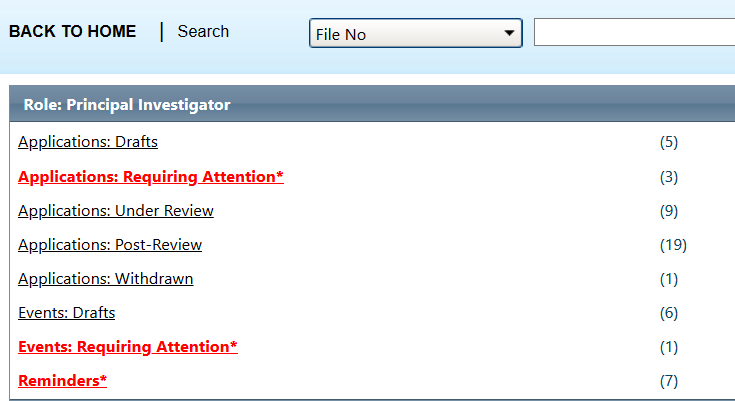 BACK TO HOME | Search File No
Role: Principal Investigator
Applications: Drafts (5)
Applications: Requiring Attention* (3)
Applications: Under Review (9)
Applications: Post-Review (19)
Applications: Withdrawn (1)
Events: Drafts (6)
Events: Requiring Attention* (1)
Reminders* (7)